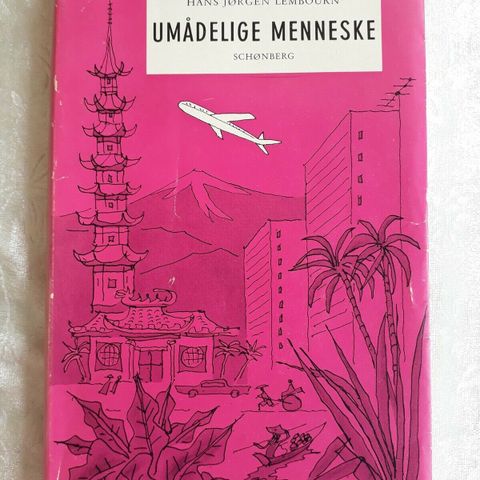 HANS JØRGEN LEMBOURN
UMÅDELIGE MENNESKE
SCHØNBERG